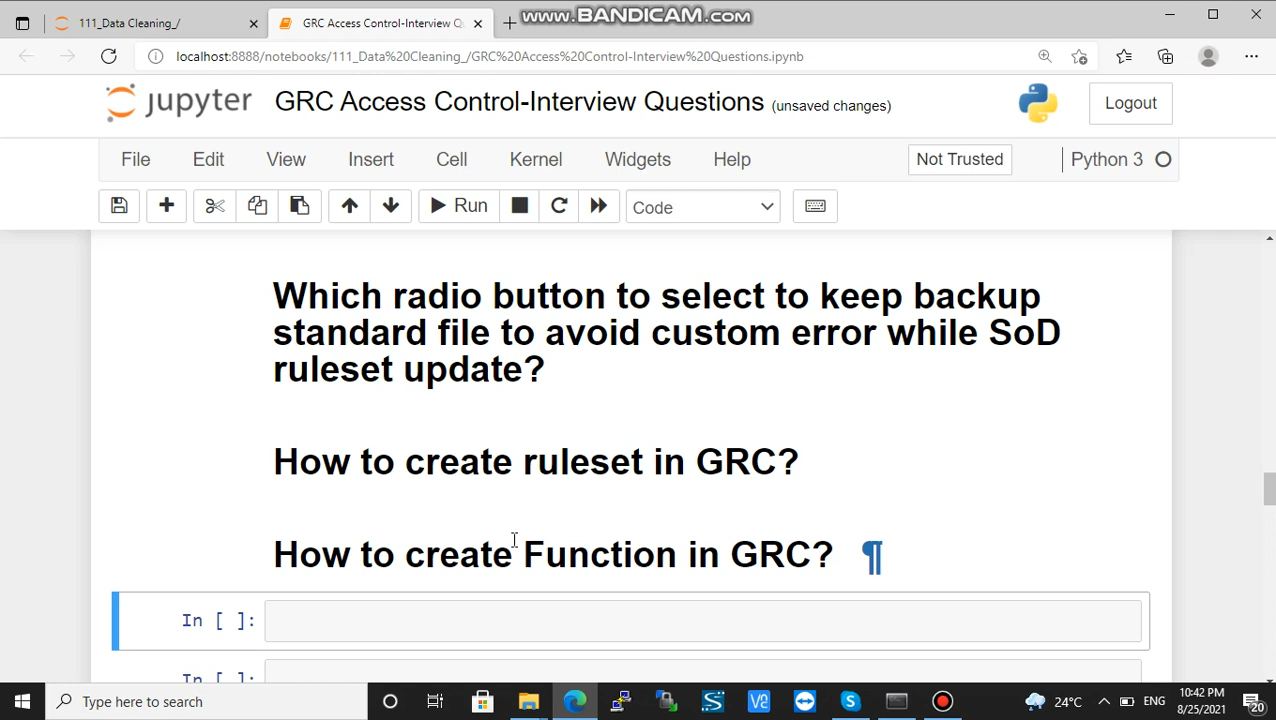 www.BANDICAM.com
111_Data Cleaning_/
GRC Access Control-Interview Q
localhost:8888/notebooks/111_Data%20Cleaning_/GRC%20Access%20Control-Interview%20Questions.ipynb
jupyter GRC Access Control-Interview Questions (unsaved changes)
Logout
File Edit View Insert Cell Kernel Widgets Help
Not Trusted
Python 3
Run
Code
Which radio button to select to keep backup
standard file to avoid custom error while SoD
ruleset update?
How to create ruleset in GRC?
How to create Function in GRC? ¶
In [ ]:
In [ ]:
Type here to search
24°C
ENG
10:42 PM
8/25/2021
20